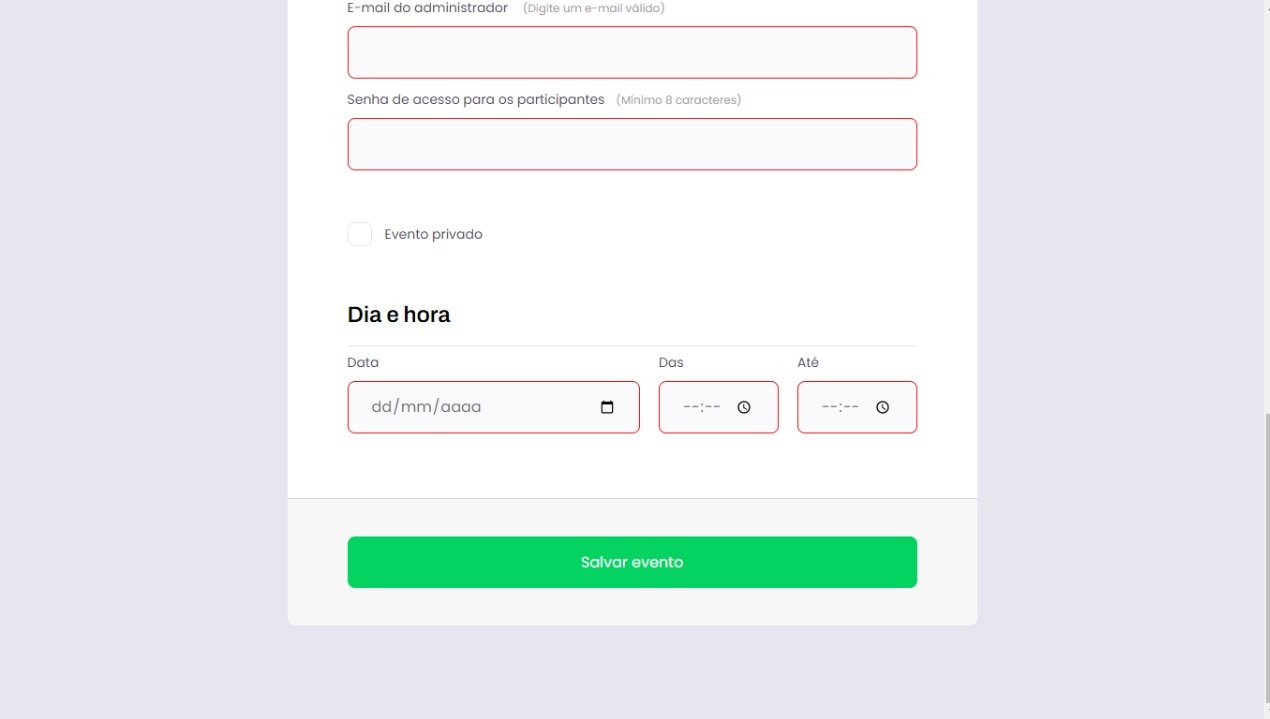 E-mail do administrador (Digite um e-mail válido)
Senha de acesso para os participantes (Mínimo 8 caracteres)
Evento privado
Dia e hora
Data Das Até
dd/mm/aaaa --:-- --:--
Salvar evento